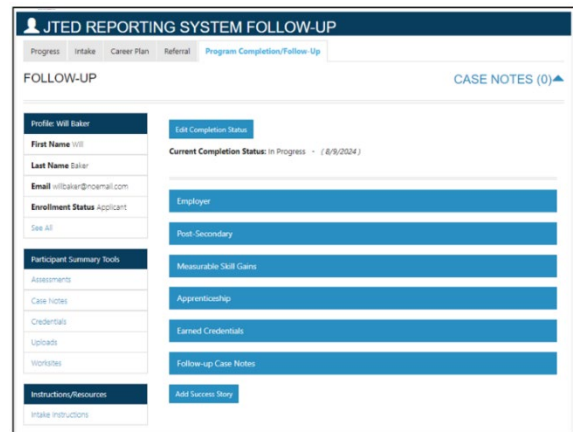 JTED REPORTING SYSTEM FOLLOW-UP
Progress Intake Career Plan Referral Program Completion/Follow-Up
FOLLOW-UP
CASE NOTES (0)
Profile: Will Baker
First Name Will
Last Name Baker
Email willbaker@noemail.com
Enrollment Status Applicant
See All
Participant Summary Tools
Assessments
Case Notes
Credentials
Uploads
Worksites
Instructions/Resources
Intake Instructions
Edit Completion Status
Current Completion Status: In Progress - ( 8/9/2024 )
Employer
Post-Secondary
Measurable Skill Gains
Apprenticeship
Earned Credentials
Follow-up Case Notes
Add Success Story